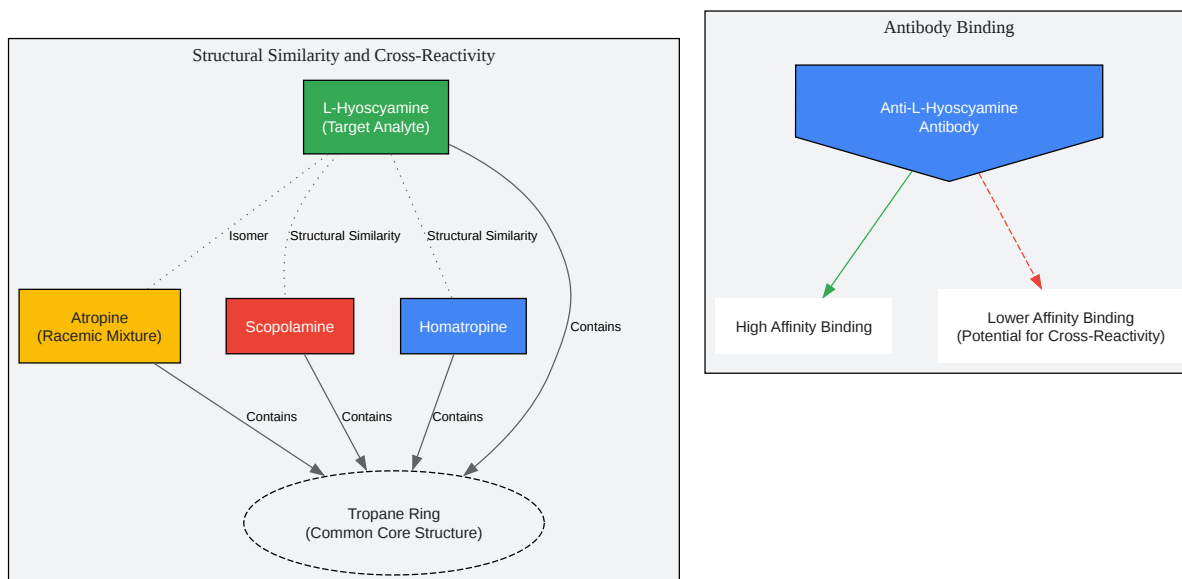 Structural Similarity and Cross-Reactivity
L-Hyoscyamine
(Target Analyte)
Isomer
Structural Similarity
Structural Similarity
Atropine
(Racemic Mixture)
Scopolamine
Homatropine
Contains
Contains
Contains
Contains
Tropane Ring
(Common Core Structure)
Antibody Binding
Anti-L-Hyoscyamine
Antibody
High Affinity Binding
Lower Affinity Binding
(Potential for Cross-Reactivity)